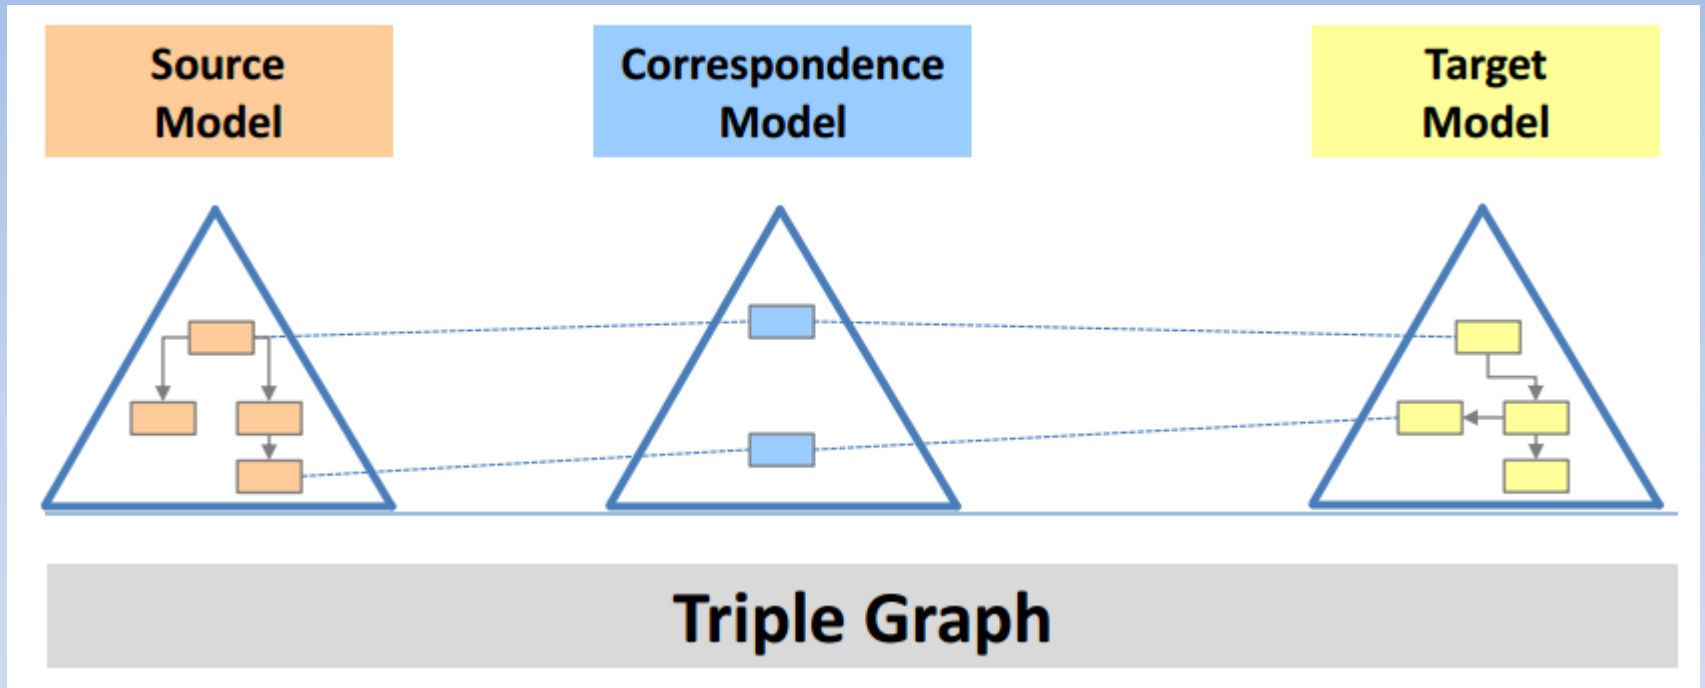 Source
Model
Correspondence
Model
Target
Model
Triple Graph